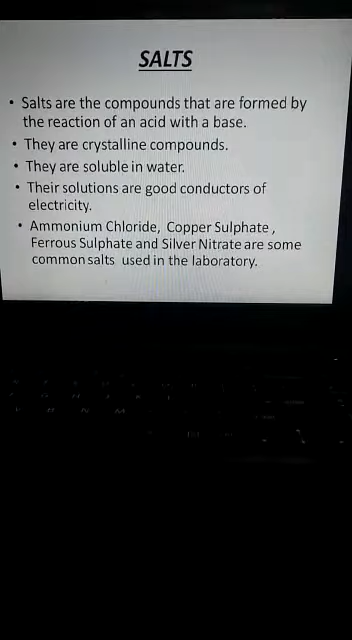 SALTS
• Salts are the compounds that are formed by
the reaction of an acid with a base.
• They are crystalline compounds.
• They are soluble in water.
• Their solutions are good conductors of
electricity.
• Ammonium Chloride, Copper Sulphate ,
Ferrous Sulphate and Silver Nitrate are some
common salts used in the laboratory.